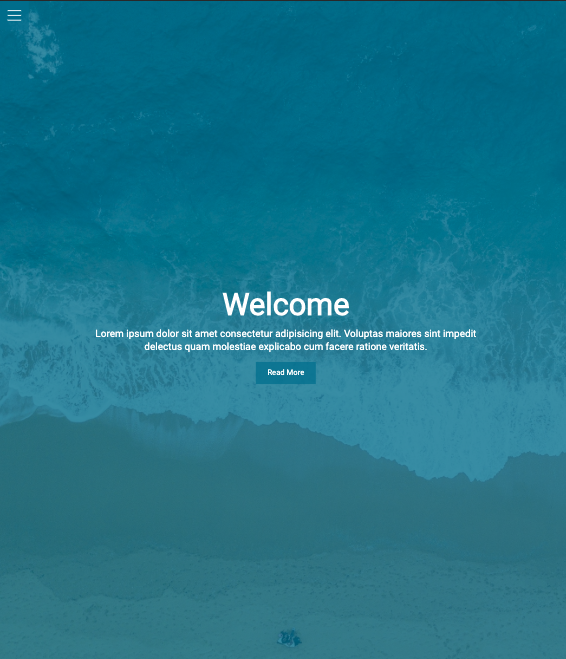 Welcome
Lorem ipsum dolor sit amet consectetur adipisicing elit. Voluptas maiores sint impedit
delectus quam molestiae explicabo cum facere ratione veritatis.
Read More